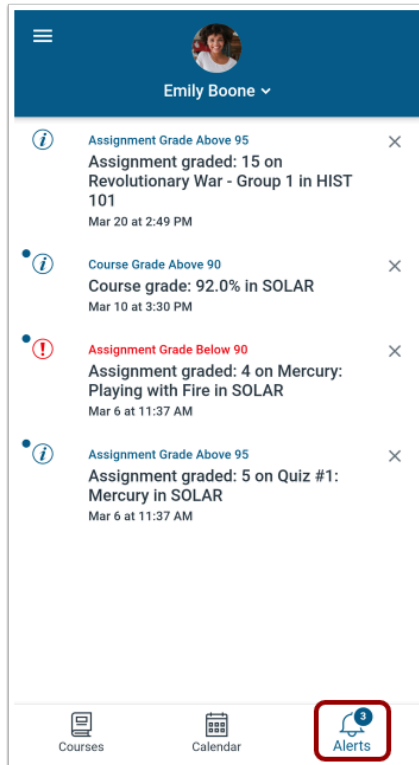 Emily Boone
Assignment Grade Above 95
Assignment graded: 15 on
Revolutionary War - Group 1 in HIST
101
Mar 20 at 2:49 PM
Course Grade Above 90
Course grade: 92.0% in SOLAR
Mar 10 at 3:30 PM
Assignment Grade Below 90
Assignment graded: 4 on Mercury:
Playing with Fire in SOLAR
Mar 6 at 11:37 AM
Assignment Grade Above 95
Assignment graded: 5 on Quiz #1:
Mercury in SOLAR
Mar 6 at 11:37 AM
3
Courses
Calendar
Alerts